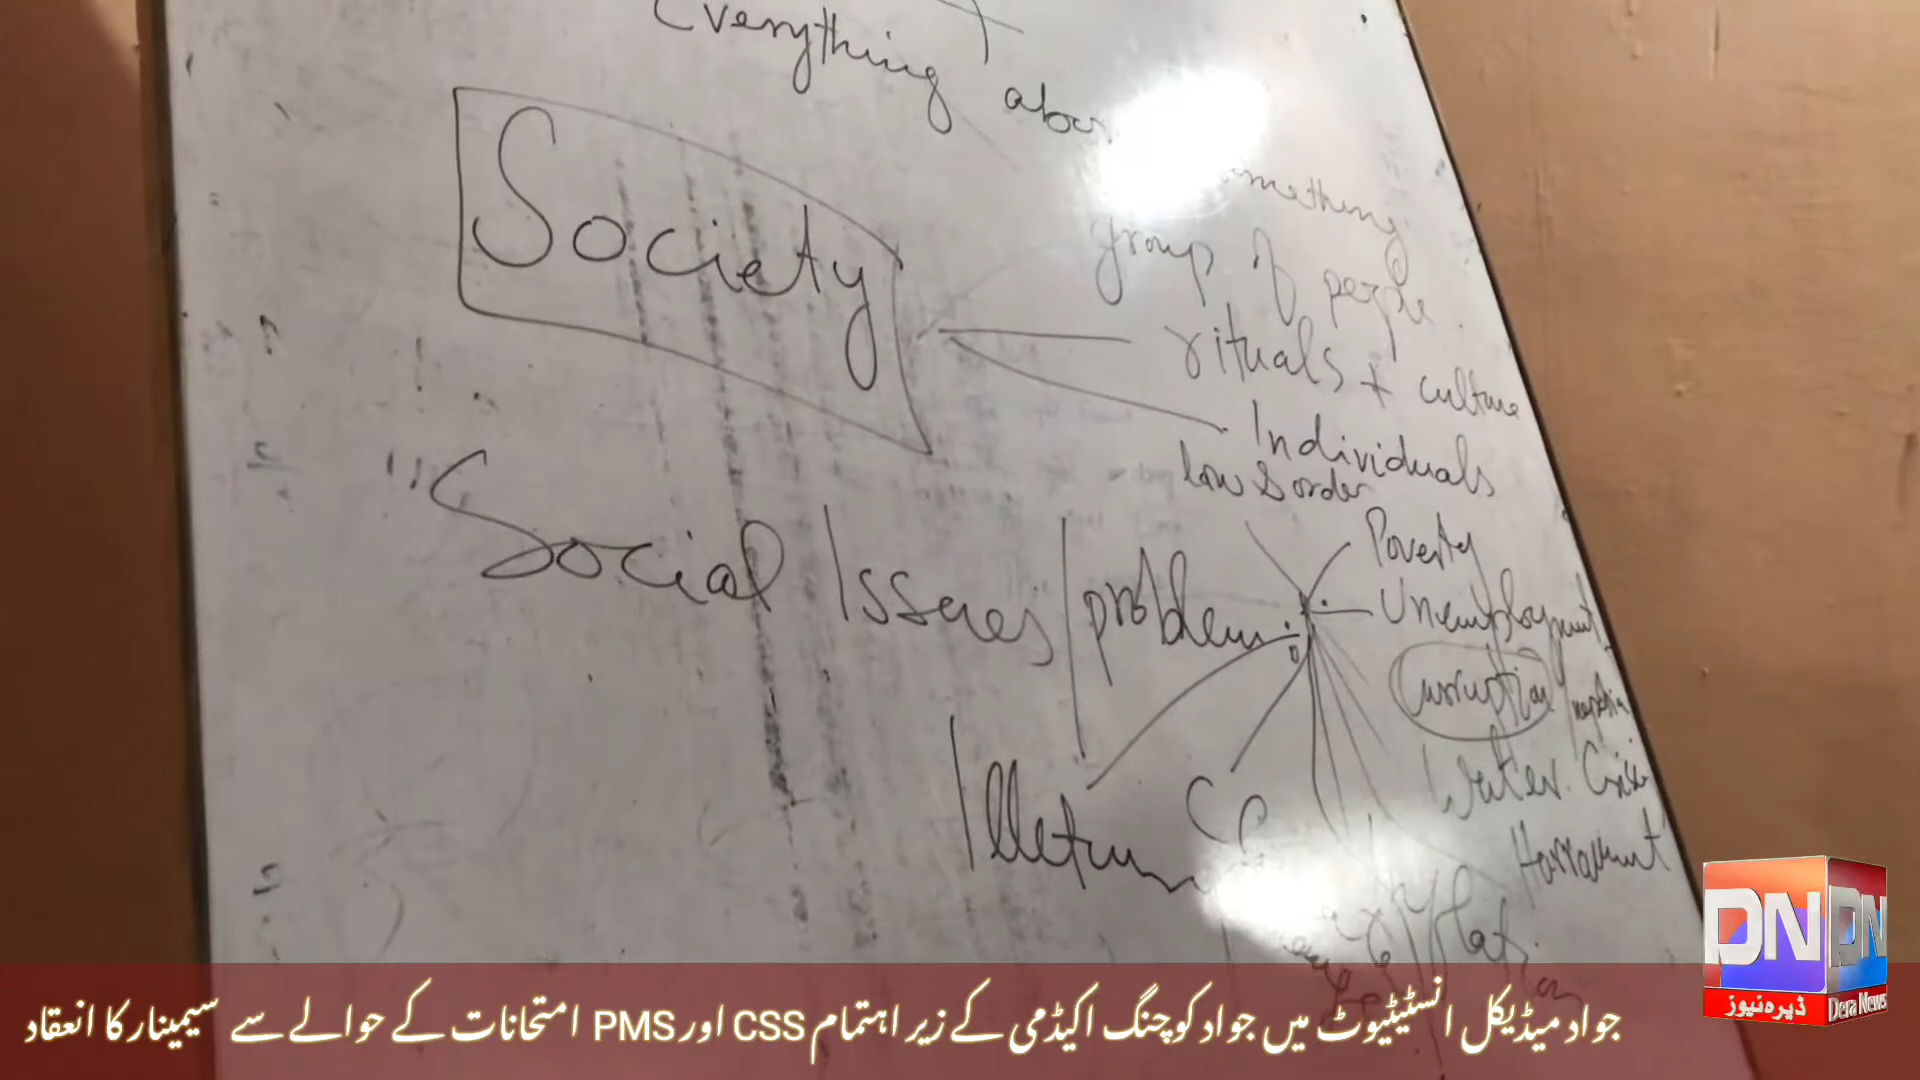 Everything
Society
something
group of people
rituals + culture
Individuals
law & order
"Social Issues/problem
Poverty
Unemployment
Corruption
Water Crisis
DN
DN
ڈیرہ نیوز
Dera News
جواد میڈیکل انسٹیٹیوٹ میں جواد کوچنگ اکیڈمی کے زیر اہتمام CSS اور PMS امتحانات کے حوالے سے سیمینار کا انعقاد